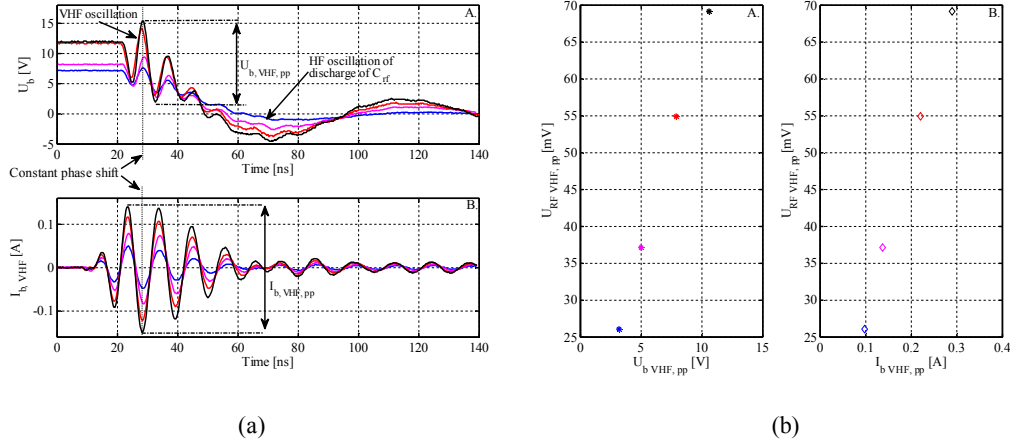 A.
VHF oscillation
U_b, VHF, pp
HF oscillation of
discharge of C_rf
U_b [V]
15
10
5
0
-5
0 20 40 60 80 100 120 140
Time [ns]
Constant phase shift
B.
I_b, VHF, pp
I_b, VHF [A]
0.1
0
-0.1
0 20 40 60 80 100 120 140
Time [ns]
(a)
A.
U_RF VHF, pp [mV]
70
65
60
55
50
45
40
35
30
25
0 5 10 15
U_b VHF, pp [V]
B.
U_RF VHF, pp [mV]
70
65
60
55
50
45
40
35
30
25
0 0.1 0.2 0.3 0.4
I_b VHF, pp [A]
(b)